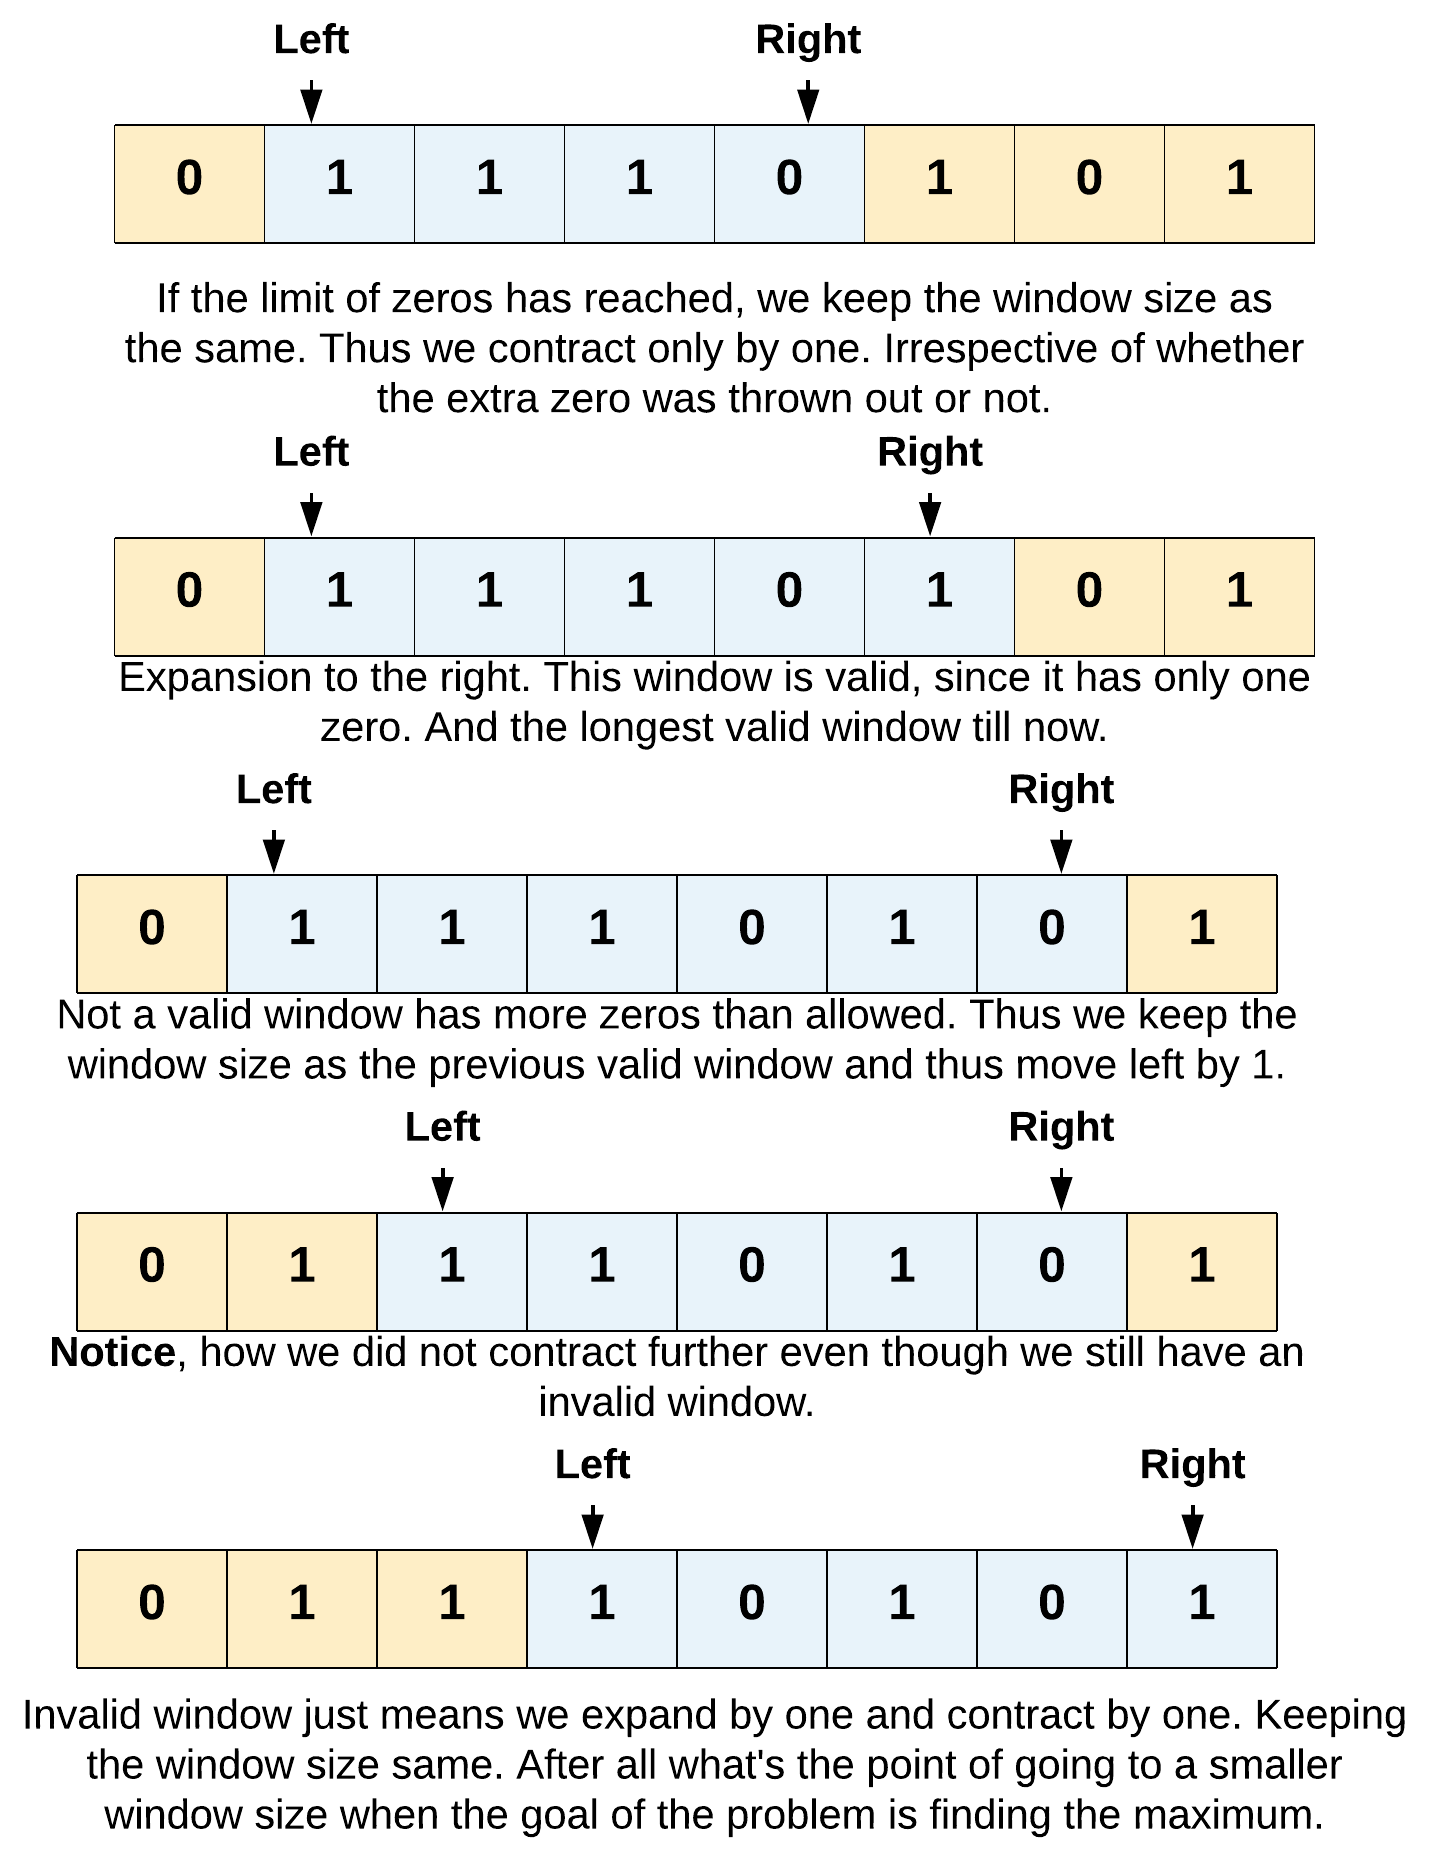 Left Right
0 1 1 1 0 1 0 1
If the limit of zeros has reached, we keep the window size as
the same. Thus we contract only by one. Irrespective of whether
the extra zero was thrown out or not.
Left Right
0 1 1 1 0 1 0 1
Expansion to the right. This window is valid, since it has only one
zero. And the longest valid window till now.
Left Right
0 1 1 1 0 1 0 1
Not a valid window has more zeros than allowed. Thus we keep the
window size as the previous valid window and thus move left by 1.
Left Right
0 1 1 1 0 1 0 1
Notice, how we did not contract further even though we still have an
invalid window.
Left Right
0 1 1 1 0 1 0 1
Invalid window just means we expand by one and contract by one. Keeping
the window size same. After all what's the point of going to a smaller
window size when the goal of the problem is finding the maximum.